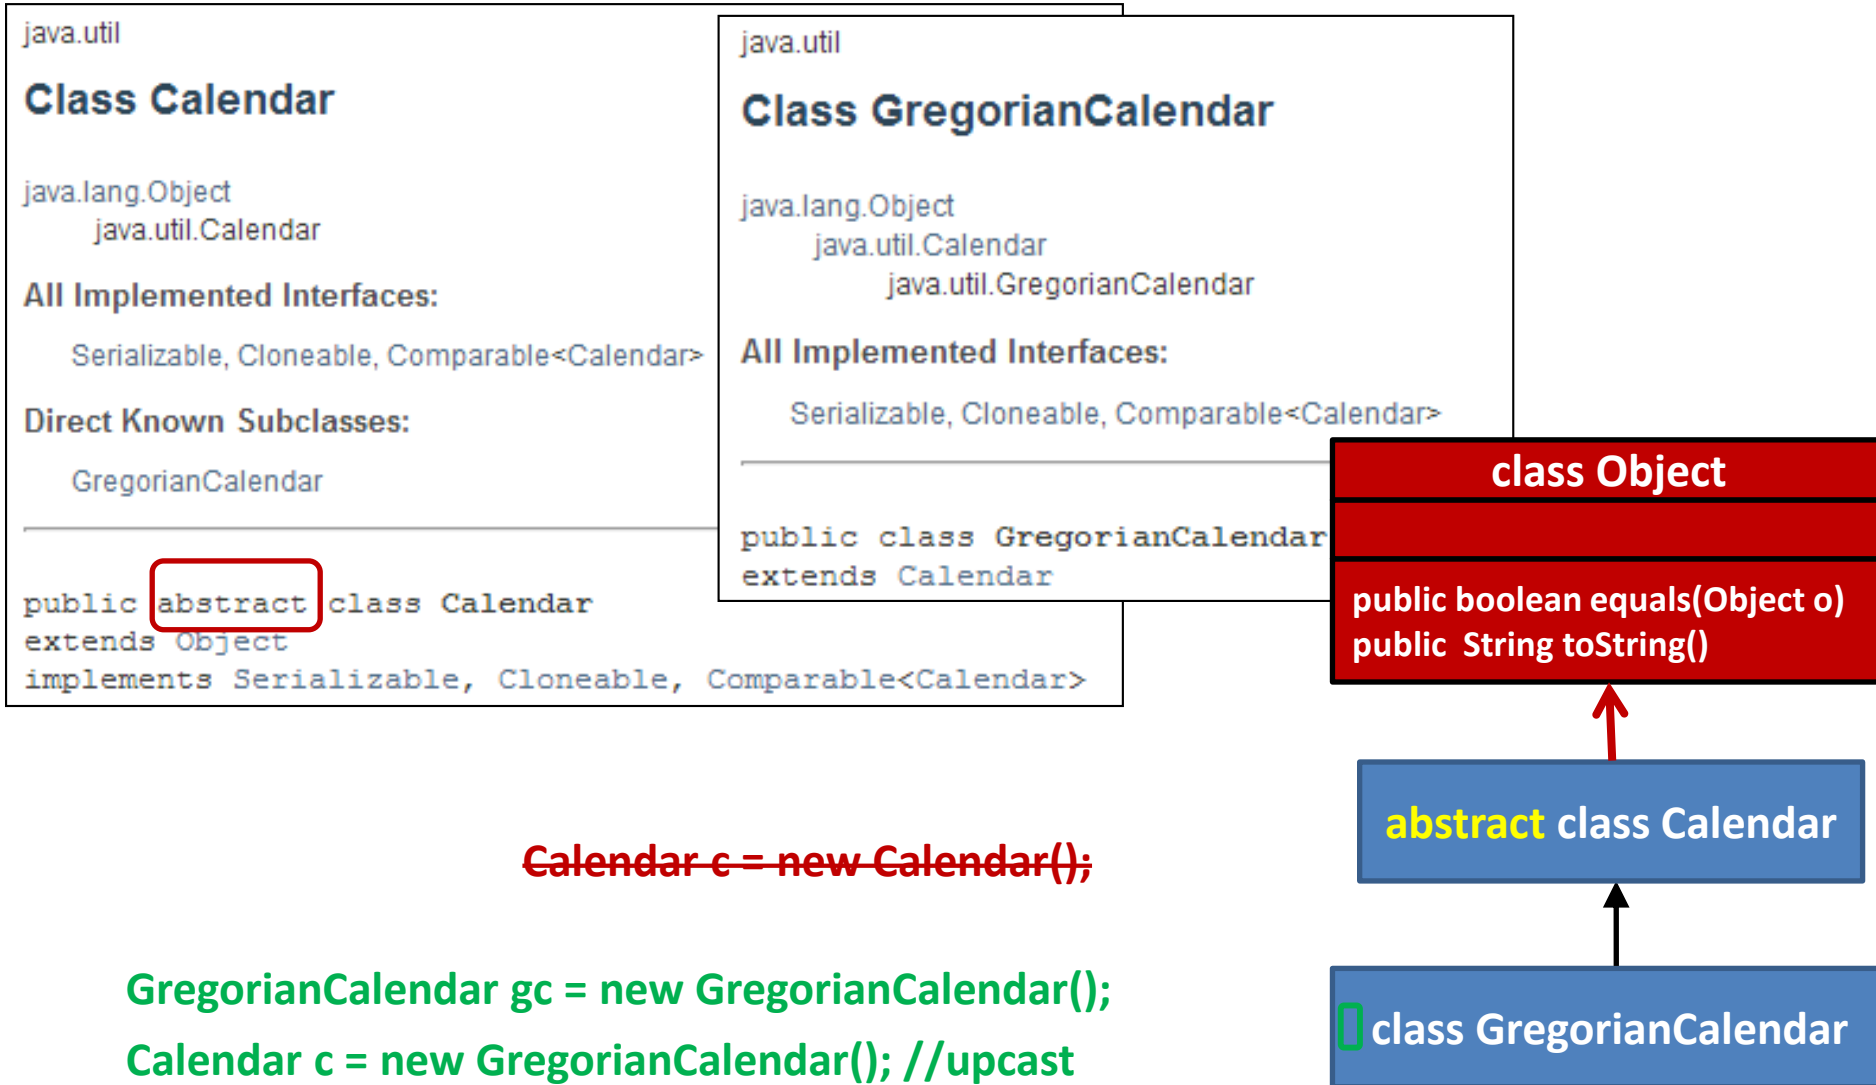 java.util
Class Calendar
java.lang.Object
java.util.Calendar
All Implemented Interfaces:
Serializable, Cloneable, Comparable<Calendar>
Direct Known Subclasses:
GregorianCalendar
public abstract class Calendar
extends Object
implements Serializable, Cloneable, Comparable<Calendar>
java.util
Class GregorianCalendar
java.lang.Object
java.util.Calendar
java.util.GregorianCalendar
All Implemented Interfaces:
Serializable, Cloneable, Comparable<Calendar>
public class GregorianCalendar
extends Calendar
class Object
public boolean equals(Object o)
public String toString()
abstract class Calendar
class GregorianCalendar
Calendar c = new Calendar();
GregorianCalendar gc = new GregorianCalendar();
Calendar c = new GregorianCalendar(); //upcast